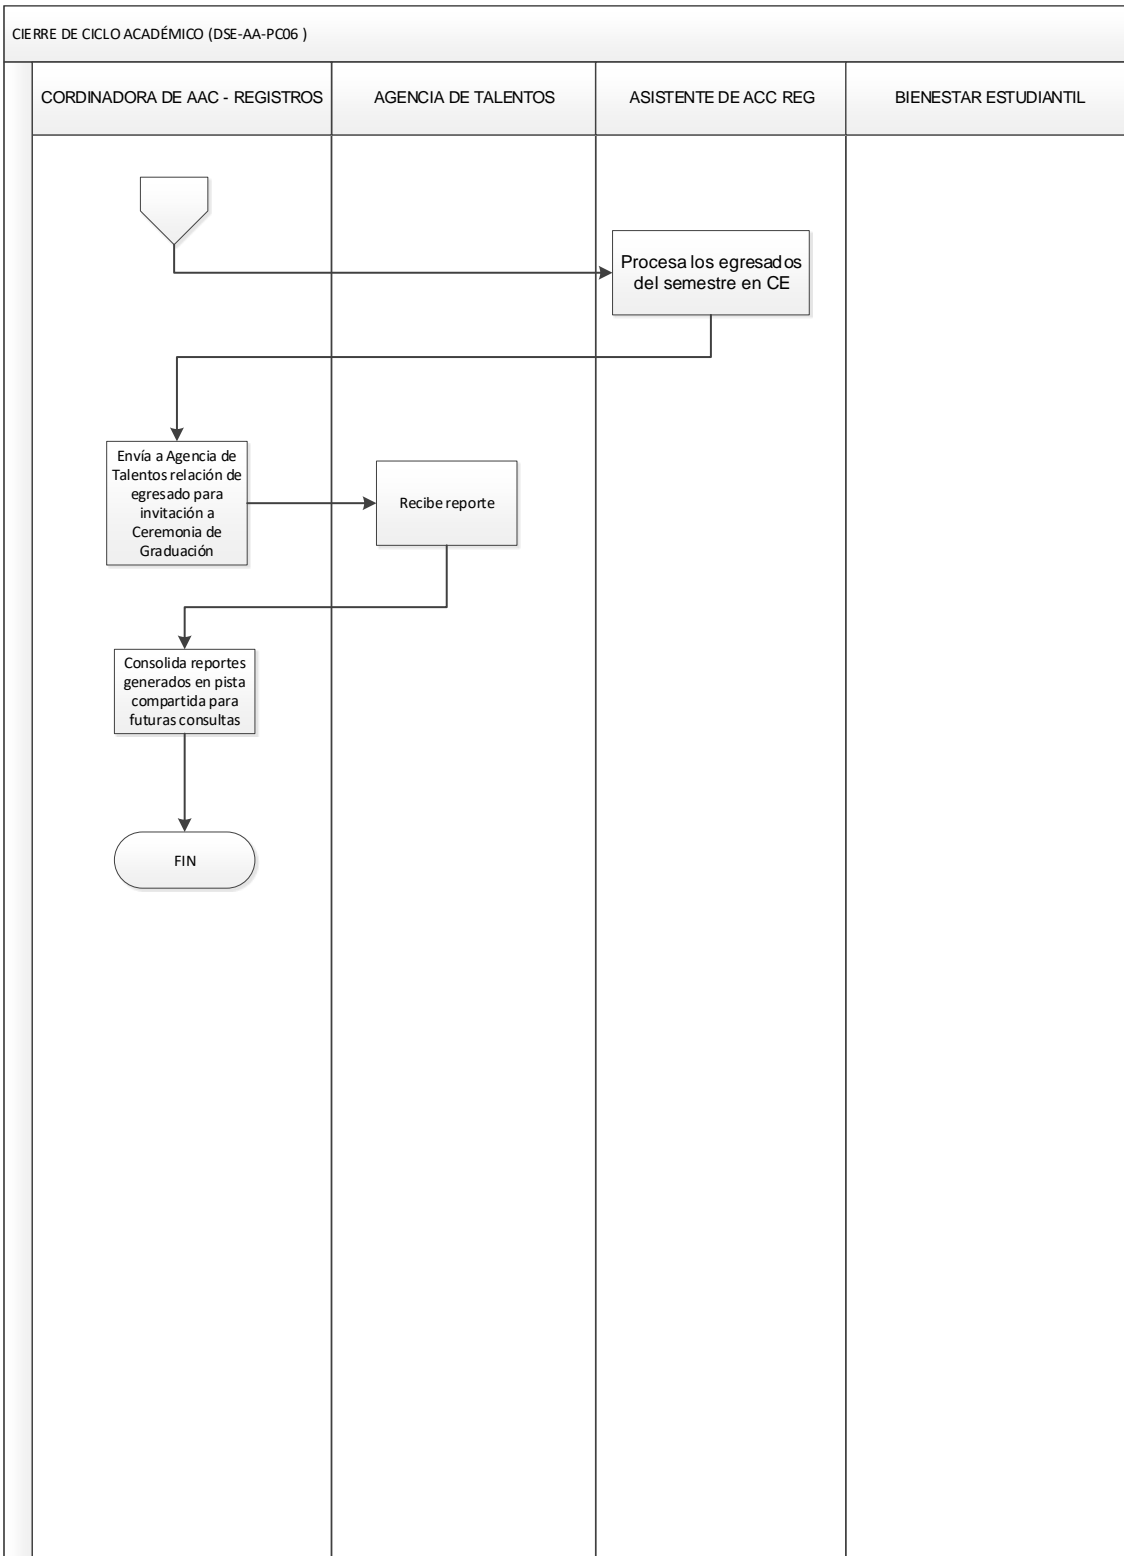 CIERRE DE CICLO ACADÉMICO (DSE-AA-PC06 )
CORDINADORA DE AAC - REGISTROS
AGENCIA DE TALENTOS
ASISTENTE DE ACC REG
BIENESTAR ESTUDIANTIL
Procesa los egresados
del semestre en CE
Envía a Agencia de
Talentos relación de
egresado para
invitación a
Ceremonia de
Graduación
Recibe reporte
Consolida reportes
generados en pista
compartida para
futuras consultas
FIN